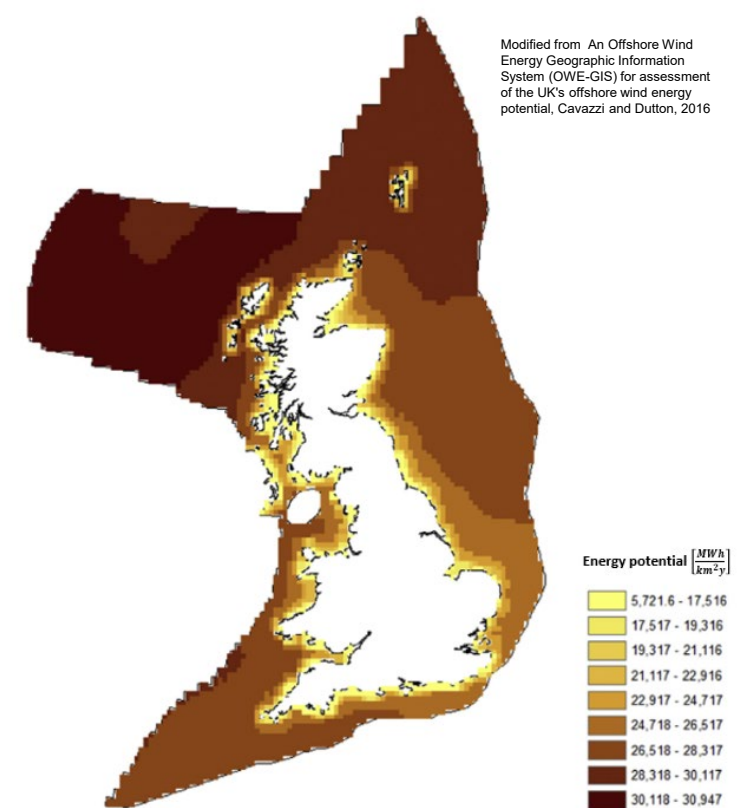 Modified from  An Offshore Wind
Energy Geographic Information
System (OWE-GIS) for assessment
of the UK's offshore wind energy
potential, Cavazzi and Dutton, 2016
Energy potential [MWh/km²y]
5,721.6 - 17,516
17,517 - 19,316
19,317 - 21,116
21,117 - 22,916
22,917 - 24,717
24,718 - 26,517
26,518 - 28,317
28,318 - 30,117
30,118 - 30,947